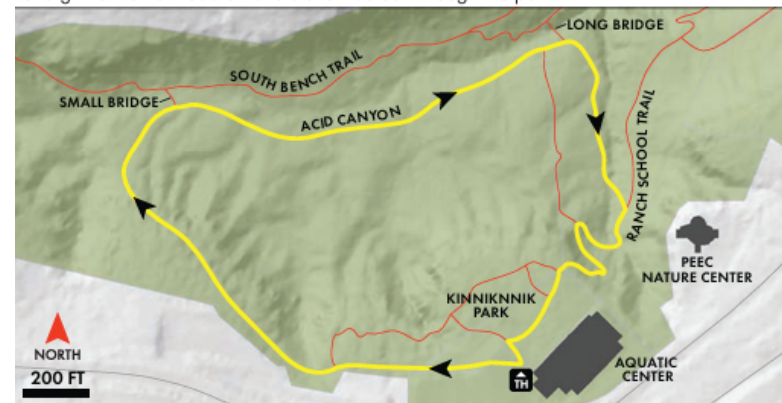 LONG BRIDGE
SOUTH BENCH TRAIL
SMALL BRIDGE
ACID CANYON
RANCH SCHOOL TRAIL
PEEC
NATURE CENTER
KINNIKNNIK
PARK
NORTH
200 FT
TH
AQUATIC
CENTER